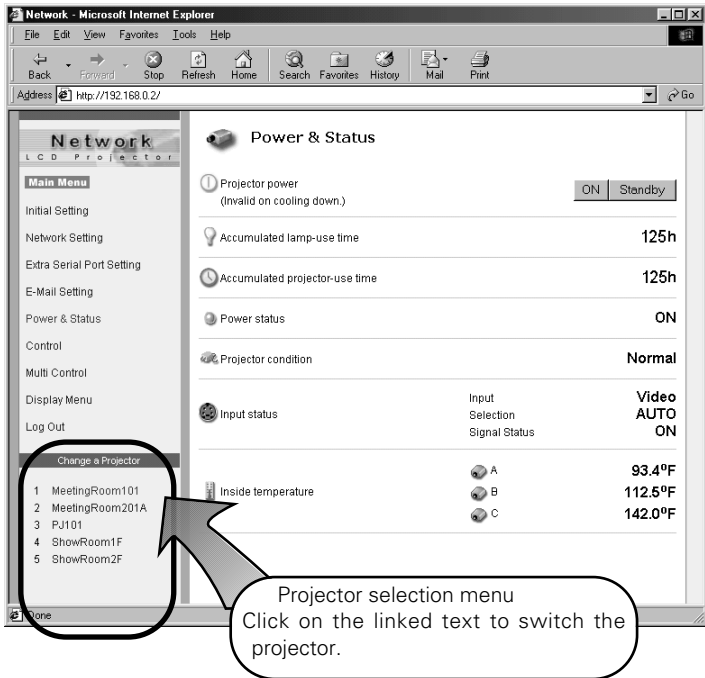 Network - Microsoft Internet Explorer
File Edit View Favorites Tools Help
Back Forward Stop Refresh Home Search Favorites History Mail Print
Address http://192.168.0.2/ Go
Network
LCD Projector
Main Menu
Initial Setting
Network Setting
Extra Serial Port Setting
E-Mail Setting
Power & Status
Control
Multi Control
Display Menu
Log Out
Change a Projector
1 MeetingRoom101
2 MeetingRoom201A
3 PJ101
4 ShowRoom1F
5 ShowRoom2F
Power & Status
Projector power
(Invalid on cooling down.)
ON Standby
Accumulated lamp-use time 125h
Accumulated projector-use time 125h
Power status ON
Projector condition Normal
Input status
Input Video
Selection AUTO
Signal Status ON
Inside temperature
A 93.4ºF
B 112.5ºF
C 142.0ºF
Done
Projector selection menu
Click on the linked text to switch the
projector.